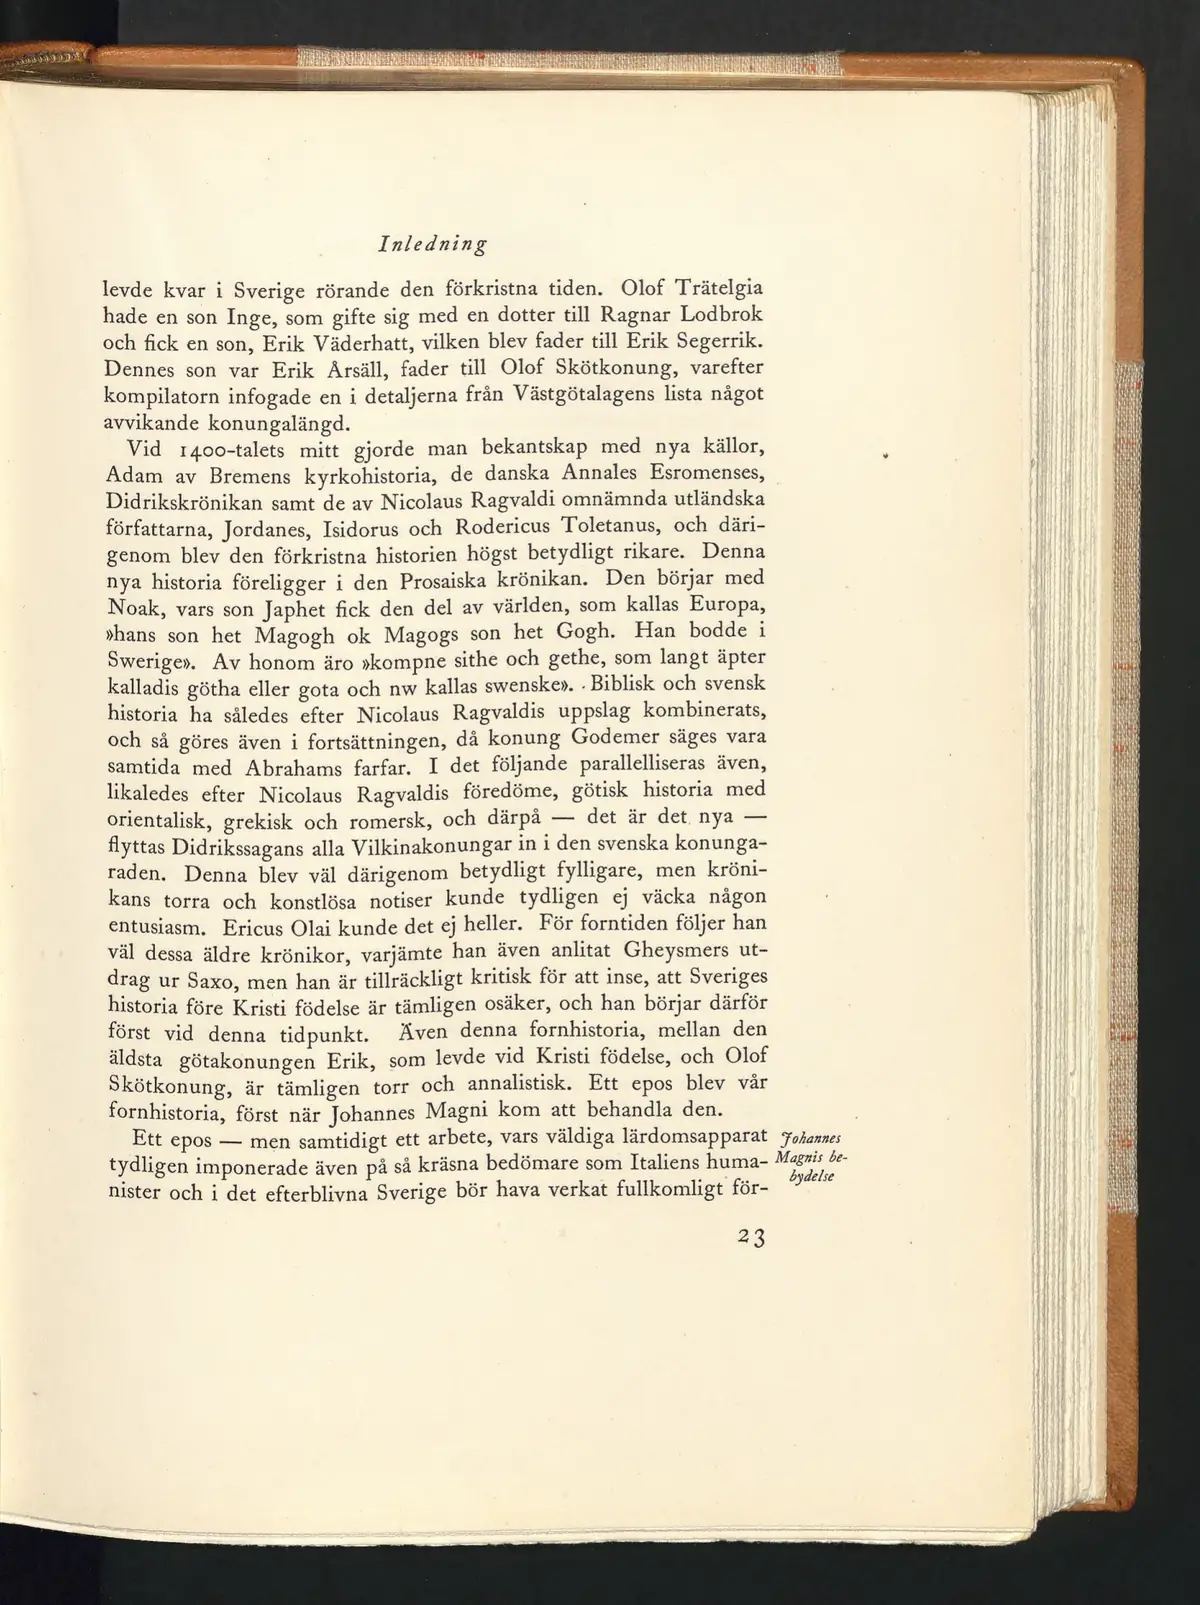 Inledning
levde kvar i Sverige rörande den förkristna tiden. Olof Trätelgia
hade en son Inge, som gifte sig med en dotter till Ragnar Lodbrok
och fick en son, Erik Väderhatt, vilken blev fader till Erik Segerrik.
Dennes son var Erik Årsäll, fader till Olof Skötkonung, varefter
kompilatorn infogade en i detaljerna från Västgötalagens lista något
avvikande konungalängd.
Vid 1400-talets mitt gjorde man bekantskap med nya källor,
Adam av Bremens kyrkohistoria, de danska Annales Esromenses,
Didrikskrönikan samt de av Nicolaus Ragvaldi omnämnda utländska
författarna, Jordanes, Isidorus och Rodericus Toletanus, och däri-
genom blev den förkristna historien högst betydligt rikare. Denna
nya historia föreligger i den Prosaiska krönikan. Den börjar med
Noak, vars son Japhet fick den del av världen, som kallas Europa,
»hans son het Magogh ok Magogs son het Gogh. Han bodde i
Swerige». Av honom äro »kompne sithe och gethe, som langt äpter
kalladis götha eller gota och nw kallas swenske». Biblisk och svensk
historia ha således efter Nicolaus Ragvaldis uppslag kombinerats,
och så göres även i fortsättningen, då konung Godemer säges vara
samtida med Abrahams farfar. I det följande parallelliseras även,
likaledes efter Nicolaus Ragvaldis föredöme, götisk historia med
orientalisk, grekisk och romersk, och därpå — det är det nya —
flyttas Didrikssagans alla Vilkinakonungar in i den svenska konunga-
raden. Denna blev väl därigenom betydligt fylligare, men kröni-
kans torra och konstlösa notiser kunde tydligen ej väcka någon
entusiasm. Ericus Olai kunde det ej heller. För forntiden följer han
väl dessa äldre krönikor, varjämte han även anlitat Gheysmers ut-
drag ur Saxo, men han är tillräckligt kritisk för att inse, att Sveriges
historia före Kristi födelse är tämligen osäker, och han börjar därför
först vid denna tidpunkt. Även denna fornhistoria, mellan den
äldsta götakonungen Erik, som levde vid Kristi födelse, och Olof
Skötkonung, är tämligen torr och annalistisk. Ett epos blev vår
fornhistoria, först när Johannes Magni kom att behandla den.
Ett epos — men samtidigt ett arbete, vars väldiga lärdomsapparat
tydligen imponerade även på så kräsna bedömare som Italiens huma-
nister och i det efterblivna Sverige bör hava verkat fullkomligt för-
Johannes
Magnis be-
bydelse
23